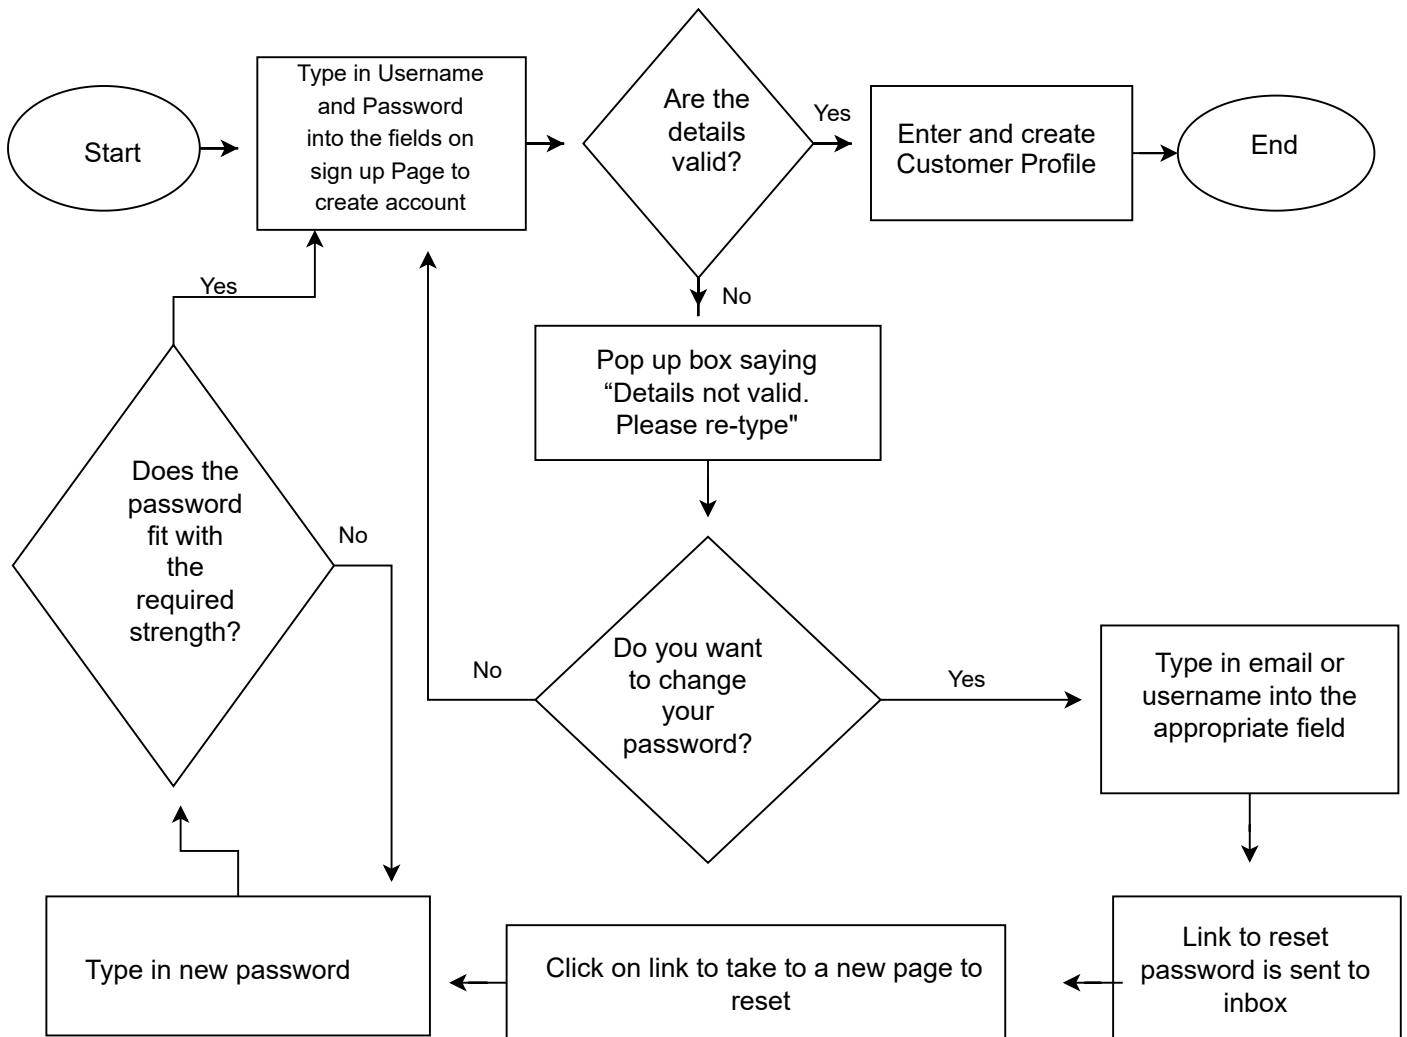 Start
Type in Username
and Password
into the fields on
sign up Page to
create account
Are the
details
valid?
Yes
Enter and create
Customer Profile
End
No
Pop up box saying
“Details not valid.
Please re-type"
Do you want
to change
your
password?
No
Yes
Type in email or
username into the
appropriate field
Link to reset
password is sent to
inbox
Click on link to take to a new page to
reset
Type in new password
Does the
password
fit with
the
required
strength?
No
Yes